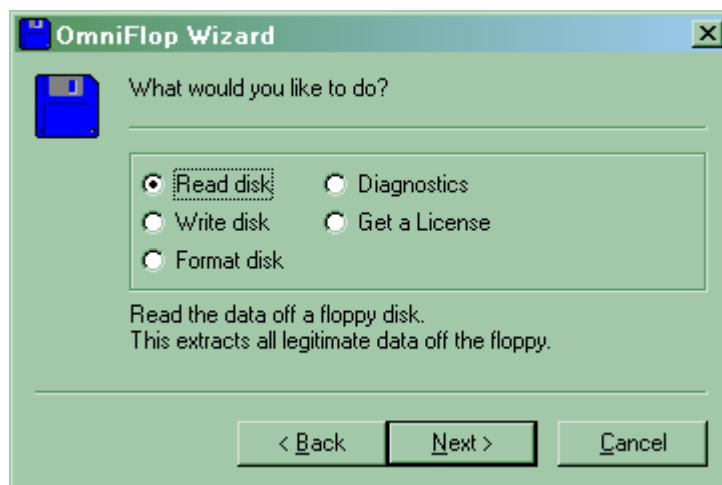 OmniFlop Wizard
What would you like to do?
Read disk
Diagnostics
Write disk
Get a License
Format disk
Read the data off a floppy disk.
This extracts all legitimate data off the floppy.
< Back
Next >
Cancel